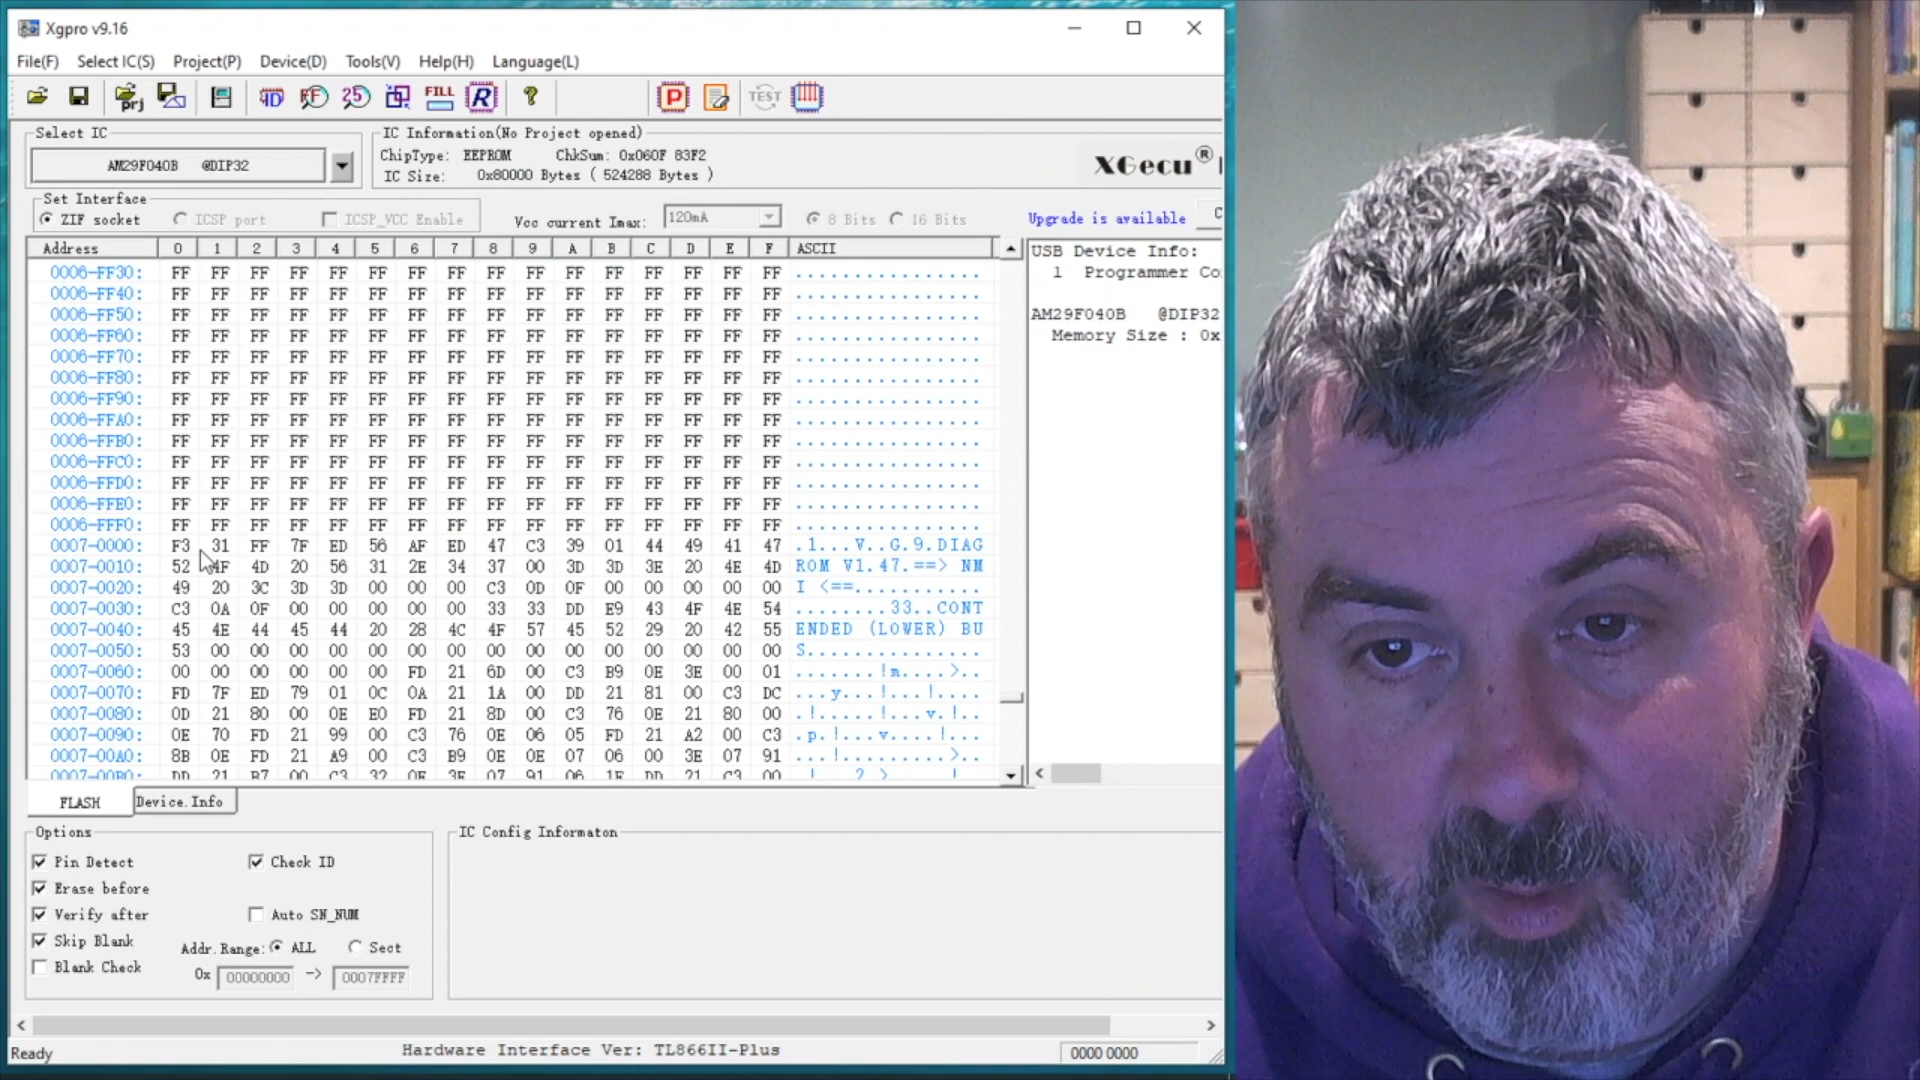 Xgpro v9.16
File(F) Select IC(S) Project(P) Device(D) Tools(V) Help(H) Language(L)
prj ID FF 25 FILL R ? P TEST
Select IC
AM29F040B @DIP32
IC Information(No Project opened)
ChipType: EEPROM ChkSum: 0x060F 83F2
IC Size: 0x80000 Bytes ( 524288 Bytes )
XGecu®
Set Interface
ZIF socket ICSP port ICSP_VCC Enable Vcc current Imax: 120mA 8 Bits 16 Bits Upgrade is available
Address 0 1 2 3 4 5 6 7 8 9 A B C D E F ASCII
0006-FF30: FF FF FF FF FF FF FF FF FF FF FF FF FF FF FF FF ................
0006-FF40: FF FF FF FF FF FF FF FF FF FF FF FF FF FF FF FF ................
0006-FF50: FF FF FF FF FF FF FF FF FF FF FF FF FF FF FF FF ................
0006-FF60: FF FF FF FF FF FF FF FF FF FF FF FF FF FF FF FF ................
0006-FF70: FF FF FF FF FF FF FF FF FF FF FF FF FF FF FF FF ................
0006-FF80: FF FF FF FF FF FF FF FF FF FF FF FF FF FF FF FF ................
0006-FF90: FF FF FF FF FF FF FF FF FF FF FF FF FF FF FF FF ................
0006-FFA0: FF FF FF FF FF FF FF FF FF FF FF FF FF FF FF FF ................
0006-FFB0: FF FF FF FF FF FF FF FF FF FF FF FF FF FF FF FF ................
0006-FFC0: FF FF FF FF FF FF FF FF FF FF FF FF FF FF FF FF ................
0006-FFD0: FF FF FF FF FF FF FF FF FF FF FF FF FF FF FF FF ................
0006-FFE0: FF FF FF FF FF FF FF FF FF FF FF FF FF FF FF FF ................
0006-FFF0: FF FF FF FF FF FF FF FF FF FF FF FF FF FF FF FF ................
0007-0000: F3 31 FF 7F ED 56 AF ED 47 C3 39 01 44 49 41 47 .1...V..G.9.DIAG
0007-0010: 52 4F 4D 20 56 31 2E 34 37 00 3D 3D 3E 20 4E 4D ROM V1.47.==> NM
0007-0020: 49 20 3C 3D 3D 00 00 00 C3 0D 0F 00 00 00 00 00 I <==...........
0007-0030: C3 0A 0F 00 00 00 00 00 33 33 DD E9 43 4F 4E 54 ........33..CONT
0007-0040: 45 4E 44 45 44 20 28 4C 4F 57 45 52 29 20 42 55 ENDED (LOWER) BU
0007-0050: 53 00 00 00 00 00 00 00 00 00 00 00 00 00 00 00 S...............
0007-0060: 00 00 00 00 00 00 FD 21 6D 00 C3 B9 0E 3E 00 01 .......!m....>..
0007-0070: FD 7F ED 79 01 0C 0A 21 1A 00 DD 21 81 00 C3 DC ...y...!...!....
0007-0080: 0D 21 80 00 0E E0 FD 21 8D 00 C3 76 0E 21 80 00 .!.....!...v.!..
0007-0090: 0E 70 FD 21 99 00 C3 76 0E 06 05 FD 21 A2 00 C3 .p.!...v....!...
0007-00A0: 8B 0E FD 21 A9 00 C3 B9 0E 0E 07 06 00 3E 07 91 ...!.........>..
0007-00B0: DD 21 B7 00 C3 32 0E 3E 07 91 06 1E DD 21 C3 00
USB Device Info:
1 Programmer
AM29F040B @DIP32
Memory Size : 0x
FLASH Device.Info
Options
Pin Detect Check ID
Erase before
Verify after Auto SN_NUM
Skip Blank Addr.Range: ALL Sect
Blank Check 0x 00000000 -> 0007FFFF
IC Config Informaton
Ready Hardware Interface Ver: TL866II-Plus 0000 0000